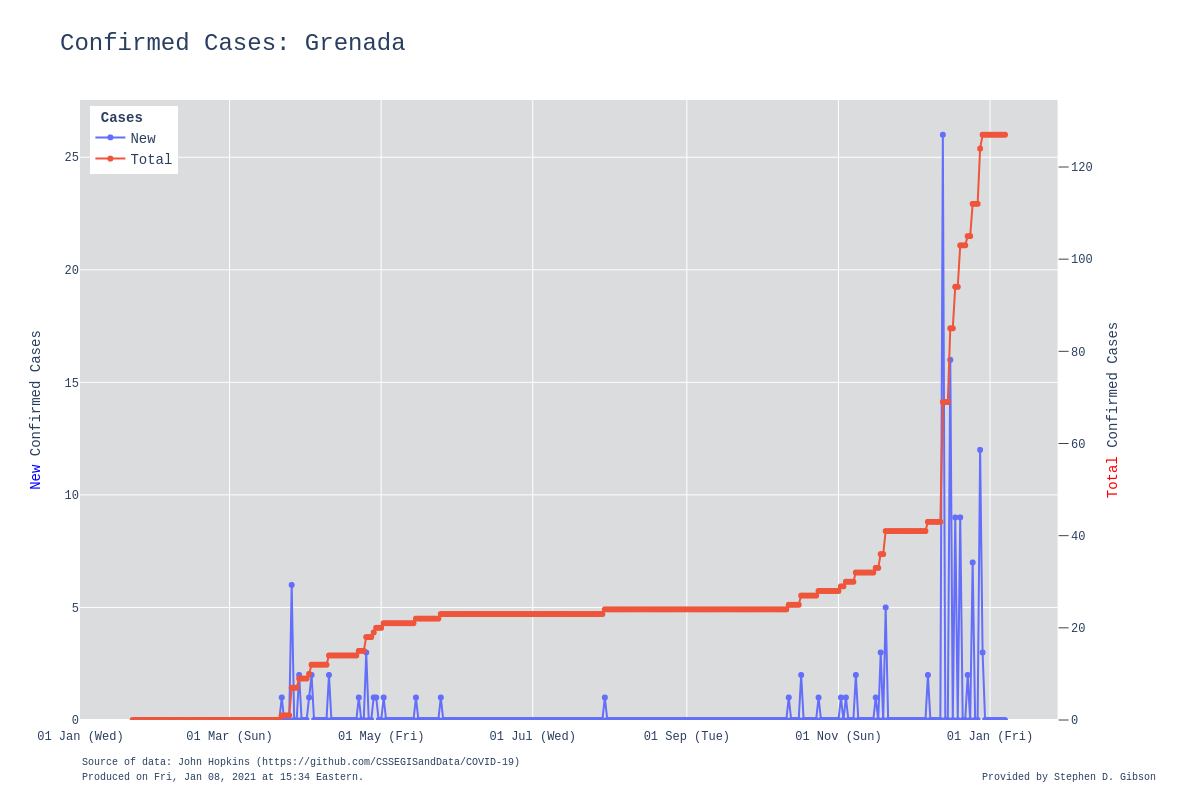 Confirmed Cases: Grenada
Cases
New
Total
25
20
15
10
5
0
120
100
80
60
40
20
0
New Confirmed Cases
Total Confirmed Cases
01 Jan (Wed)
01 Mar (Sun)
01 May (Fri)
01 Jul (Wed)
01 Sep (Tue)
01 Nov (Sun)
01 Jan (Fri)
Source of data: John Hopkins (https://github.com/CSSEGISandData/COVID-19)
Produced on Fri, Jan 08, 2021 at 15:34 Eastern.
Provided by Stephen D. Gibson